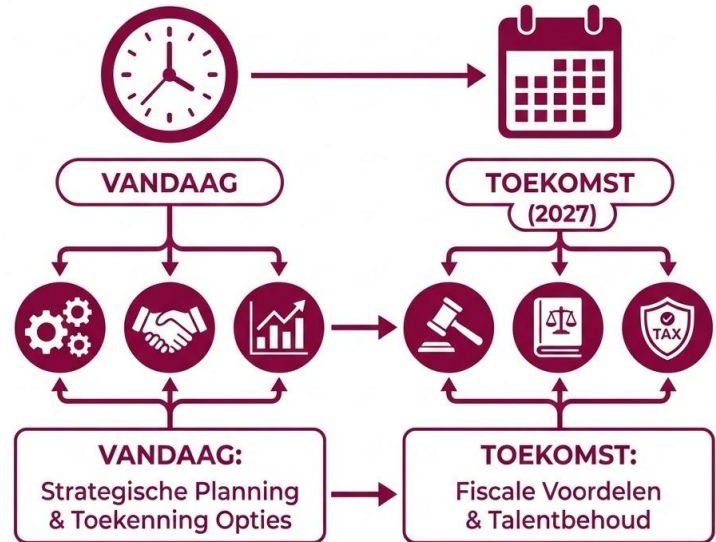 VANDAAG
TOEKOMST
(2027)
TAX
VANDAAG:
Strategische Planning
& Toekenning Opties
TOEKOMST:
Fiscale Voordelen
& Talentbehoud